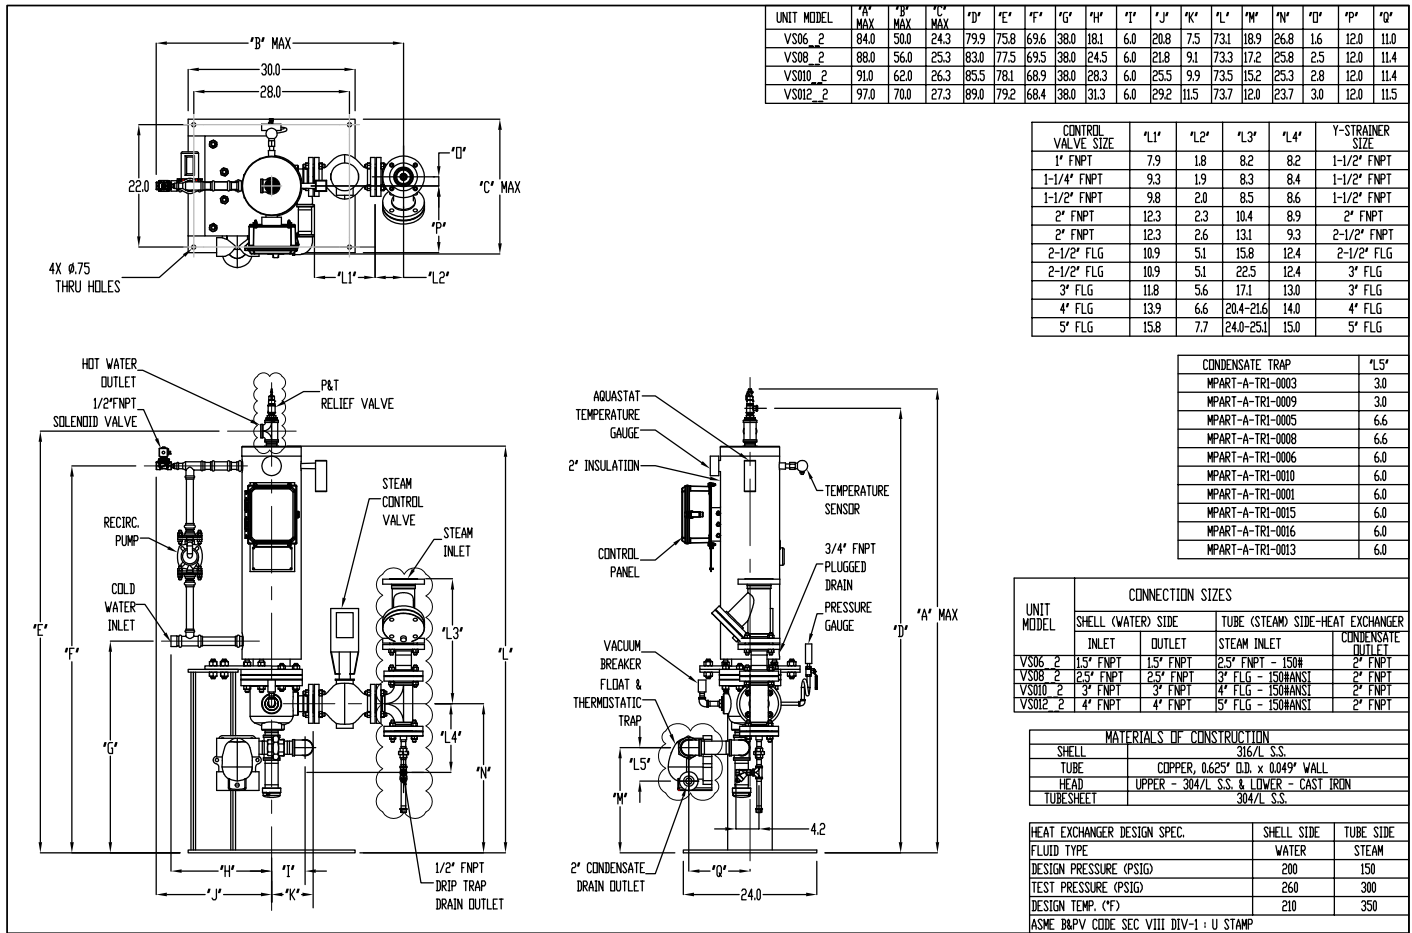 "B" MAX
30.0
28.0
22.0
"O"
"C" MAX
"P"
"L1"
"L2"
4X Ø.75
THRU HOLES
UNIT MODEL "A" MAX "B" MAX "C" MAX "D" "E" "F" "G" "H" "I" "J" "K" "L" "M" "N" "O" "P" "Q"
VS06__2 84.0 50.0 24.3 79.9 75.8 69.6 38.0 18.1 6.0 20.8 7.5 73.1 18.9 26.8 1.6 12.0 11.0
VS08__2 88.0 56.0 25.3 83.0 77.5 69.5 38.0 24.5 6.0 21.8 9.1 73.3 17.2 25.8 2.5 12.0 11.4
VS010__2 91.0 62.0 26.3 85.5 78.1 68.9 38.0 28.3 6.0 25.5 9.9 73.5 15.2 25.3 2.8 12.0 11.4
VS012__2 97.0 70.0 27.3 89.0 79.2 68.4 38.0 31.3 6.0 29.2 11.5 73.7 12.0 23.7 3.0 12.0 11.5
CONTROL VALVE SIZE "L1" "L2" "L3" "L4" Y-STRAINER SIZE
1" FNPT 7.9 1.8 8.2 8.2 1-1/2" FNPT
1-1/4" FNPT 9.3 1.9 8.3 8.4 1-1/2" FNPT
1-1/2" FNPT 9.8 2.0 8.5 8.6 1-1/2" FNPT
2" FNPT 12.3 2.3 10.4 8.9 2" FNPT
2" FNPT 12.3 2.6 13.1 9.3 2-1/2" FNPT
2-1/2" FLG 10.9 5.1 15.8 12.4 2-1/2" FLG
2-1/2" FLG 10.9 5.1 22.5 12.4 3" FLG
3" FLG 11.8 5.6 17.1 13.0 3" FLG
4" FLG 13.9 6.6 20.4-21.6 14.0 4" FLG
5" FLG 15.8 7.7 24.0-25.1 15.0 5" FLG
CONDENSATE TRAP "L5"
MPART-A-TR1-0003 3.0
MPART-A-TR1-0009 3.0
MPART-A-TR1-0005 6.6
MPART-A-TR1-0008 6.6
MPART-A-TR1-0006 6.0
MPART-A-TR1-0010 6.0
MPART-A-TR1-0001 6.0
MPART-A-TR1-0015 6.0
MPART-A-TR1-0016 6.0
MPART-A-TR1-0013 6.0
HOT WATER
OUTLET
1/2"FNPT
SOLENOID VALVE
P&T
RELIEF VALVE
STEAM
CONTROL
VALVE
STEAM
INLET
RECIRC.
PUMP
COLD
WATER
INLET
"E"
"F"
"G"
"L3"
"L4"
"L"
"N"
"H"
"I"
"J"
"K"
1/2" FNPT
DRIP TRAP
DRAIN OUTLET
AQUASTAT
TEMPERATURE
GAUGE
2" INSULATION
TEMPERATURE
SENSOR
CONTROL
PANEL
3/4" FNPT
PLUGGED
DRAIN
PRESSURE
GAUGE
VACUUM
BREAKER
FLOAT &
THERMOSTATIC
TRAP
"D"
"A" MAX
"L5"
"M"
4.2
"Q"
24.0
2" CONDENSATE
DRAIN OUTLET
UNIT MODEL
CONNECTION SIZES
SHELL (WATER) SIDE TUBE (STEAM) SIDE-HEAT EXCHANGER
INLET OUTLET STEAM INLET CONDENSATE OUTLET
VS06__2 1.5" FNPT 1.5" FNPT 2.5" FNPT - 150# 2" FNPT
VS08__2 2.5" FNPT 2.5" FNPT 3" FLG - 150#ANSI 2" FNPT
VS010__2 3" FNPT 3" FNPT 4" FLG - 150#ANSI 2" FNPT
VS012__2 4" FNPT 4" FNPT 5" FLG - 150#ANSI 2" FNPT
MATERIALS OF CONSTRUCTION
SHELL 316/L S.S.
TUBE COPPER, 0.625" O.D. x 0.049" WALL
HEAD UPPER - 304/L S.S. & LOWER - CAST IRON
TUBESHEET 304/L S.S.
HEAT EXCHANGER DESIGN SPEC. SHELL SIDE TUBE SIDE
FLUID TYPE WATER STEAM
DESIGN PRESSURE (PSIG) 200 150
TEST PRESSURE (PSIG) 260 300
DESIGN TEMP. (°F) 210 350
ASME B&PV CODE SEC VIII DIV-1 : U STAMP